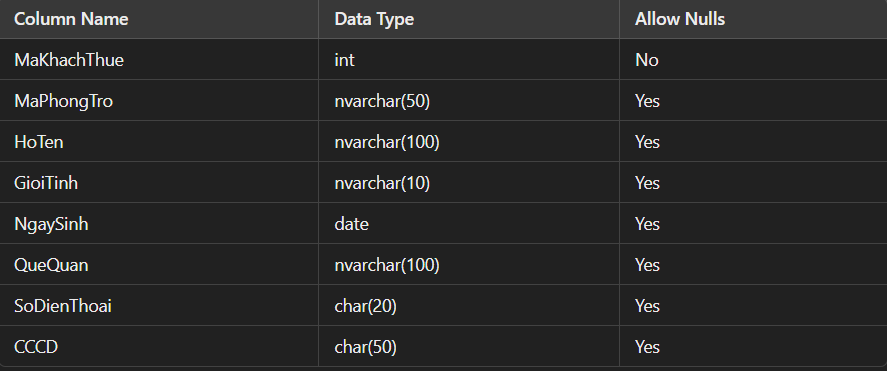 Column Name Data Type Allow Nulls
MaKhachThue int No
MaPhongTro nvarchar(50) Yes
HoTen nvarchar(100) Yes
GioiTinh nvarchar(10) Yes
NgaySinh date Yes
QueQuan nvarchar(100) Yes
SoDienThoai char(20) Yes
CCCD char(50) Yes